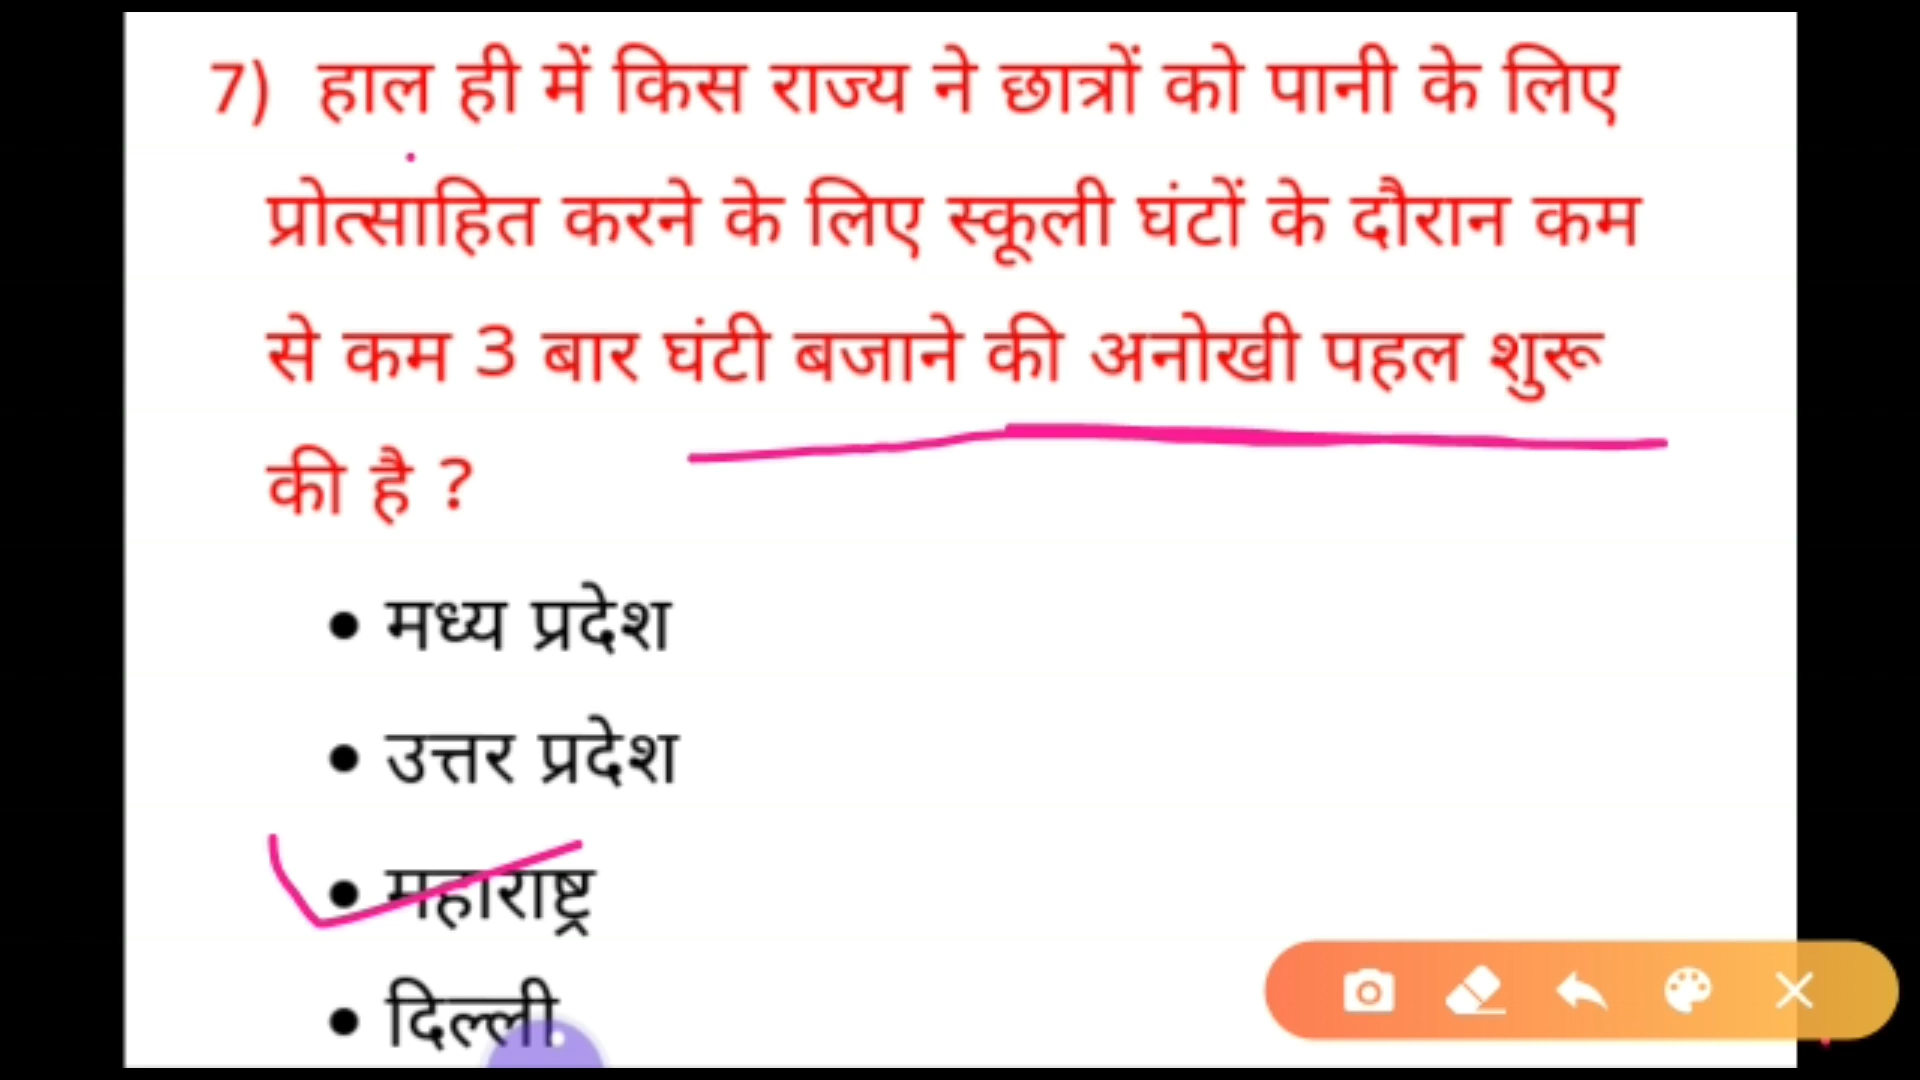 7) हाल ही में किस राज्य ने छात्रों को पानी के लिए
प्रोत्साहित करने के लिए स्कूली घंटों के दौरान कम
से कम 3 बार घंटी बजाने की अनोखी पहल शुरू
की है ?
• मध्य प्रदेश
• उत्तर प्रदेश
• महाराष्ट्र
• दिल्ली